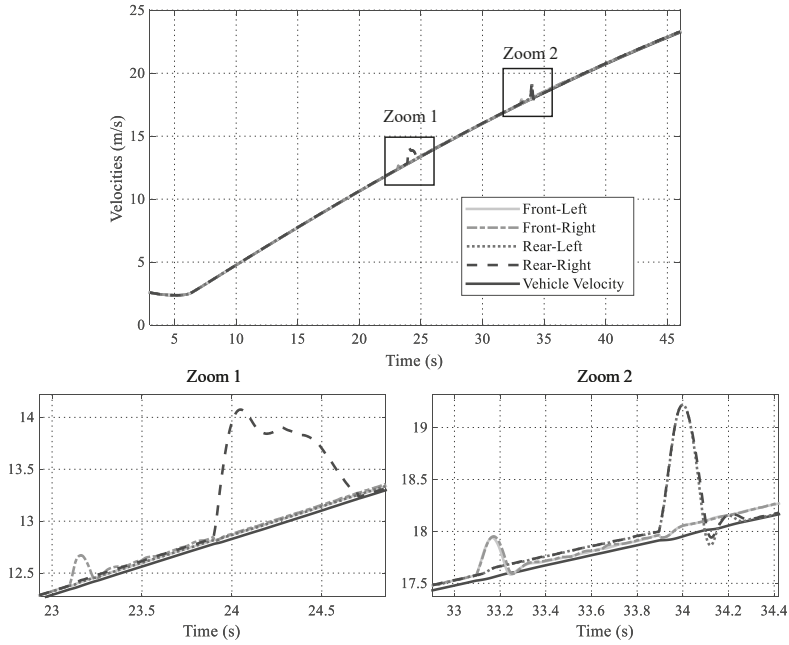 25
20
15
10
5
0
Velocities (m/s)
Zoom 2
Zoom 1
Front-Left
Front-Right
Rear-Left
Rear-Right
Vehicle Velocity
5 10 15 20 25 30 35 40 45
Time (s)
Zoom 1
14
13.5
13
12.5
23 23.5 24 24.5
Time (s)
Zoom 2
19
18.5
18
17.5
33 33.2 33.4 33.6 33.8 34 34.2 34.4
Time (s)